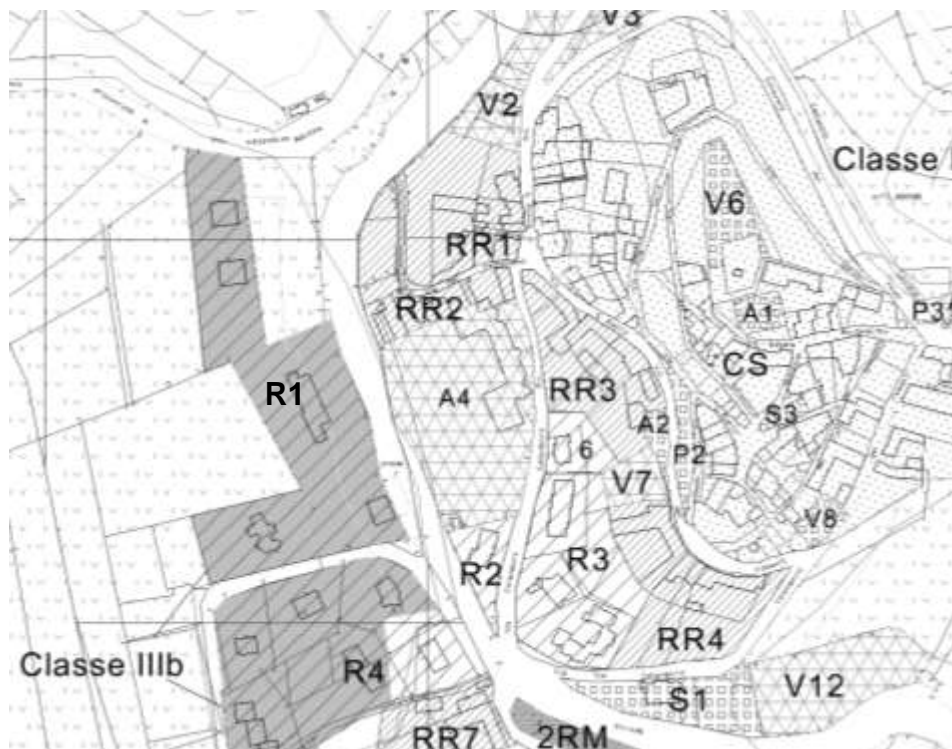 V3
V2
Classe
V6
RR1
RR2
A1
P3
R1
RR3
CS
A4
A2
S3
6
P2
V7
V8
R2
R3
RR4
Classe IIIb
R4
S1
V12
RR7
2RM